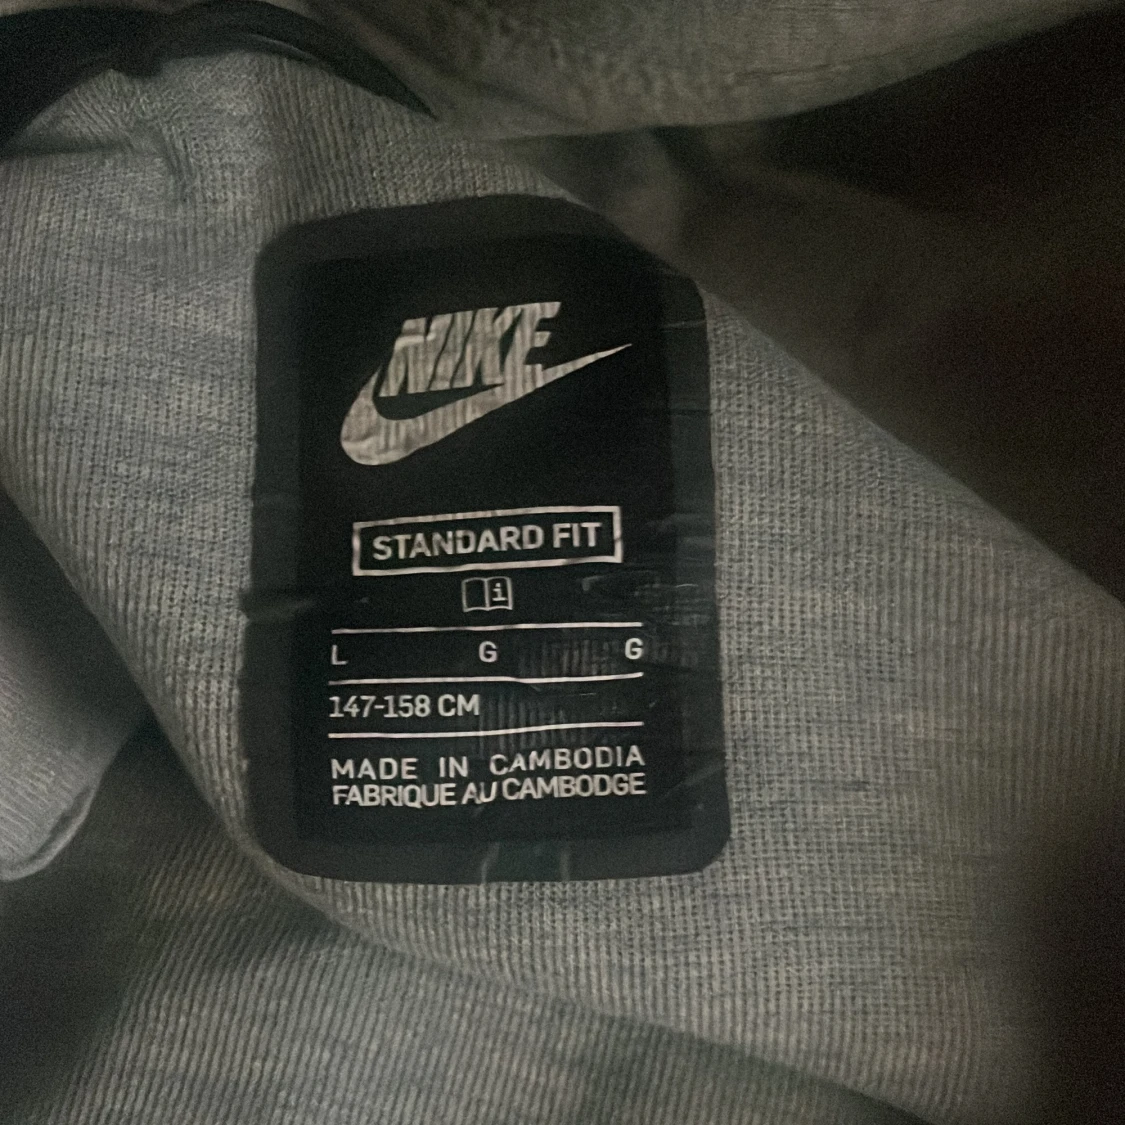 NIKE
STANDARD FIT
i
L G G
147-158 CM
MADE IN CAMBODIA
FABRIQUE AU CAMBODGE